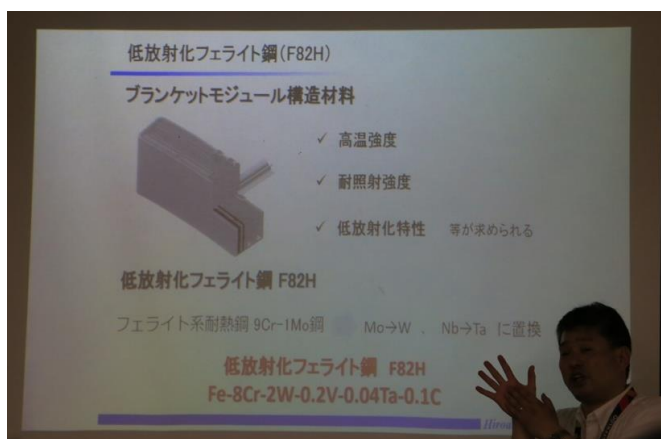 低放射化フェライト鋼(F82H)
ブランケットモジュール構造材料
✓ 高温強度
✓ 耐照射強度
✓ 低放射化特性 等が求められる
低放射化フェライト鋼 F82H
フェライト系耐熱鋼 9Cr-1Mo鋼 Mo→W 、 Nb→Ta に置換
低放射化フェライト鋼 F82H
Fe-8Cr-2W-0.2V-0.04Ta-0.1C